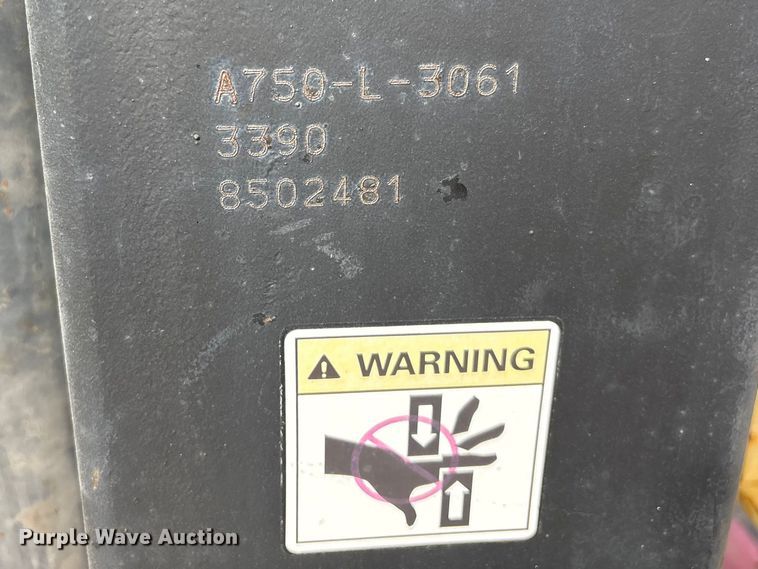 A750-L-3061
3390
8502481
WARNING
Purple Wave Auction